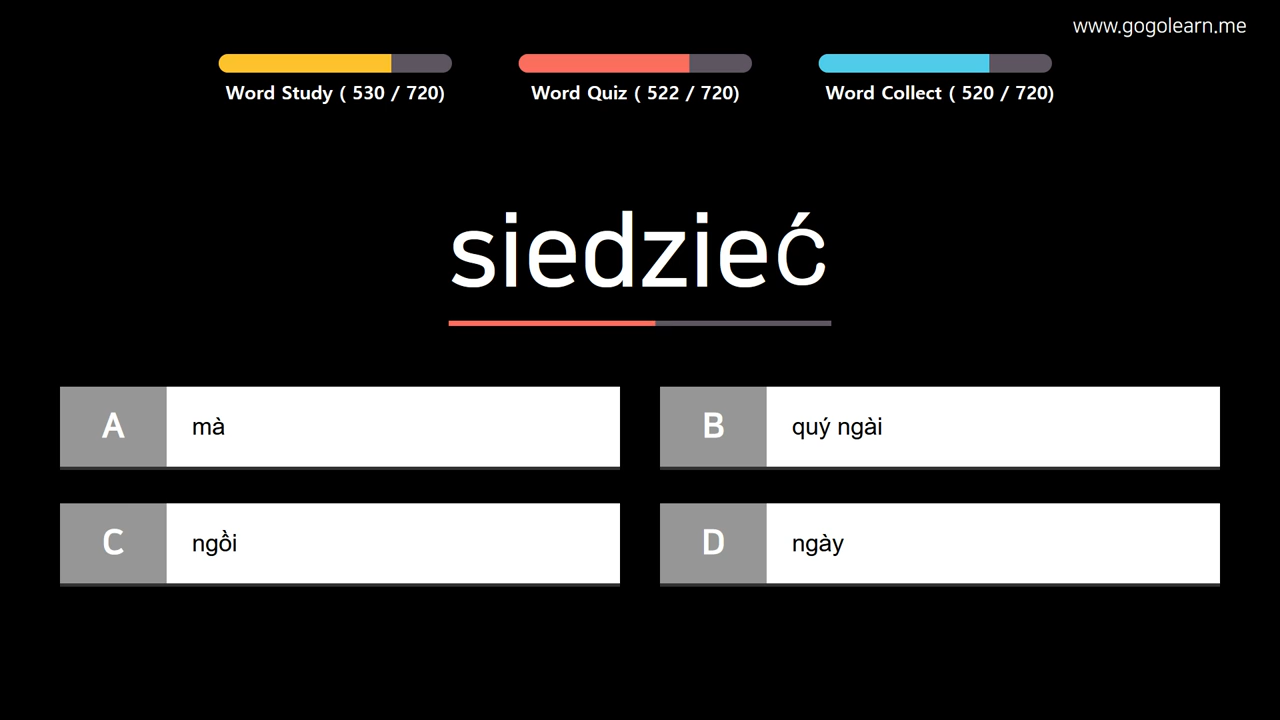 www.gogolearn.me
Word Study ( 530 / 720)
Word Quiz ( 522 / 720)
Word Collect ( 520 / 720)
siedzieć
A mà
B quý ngài
C ngồi
D ngày